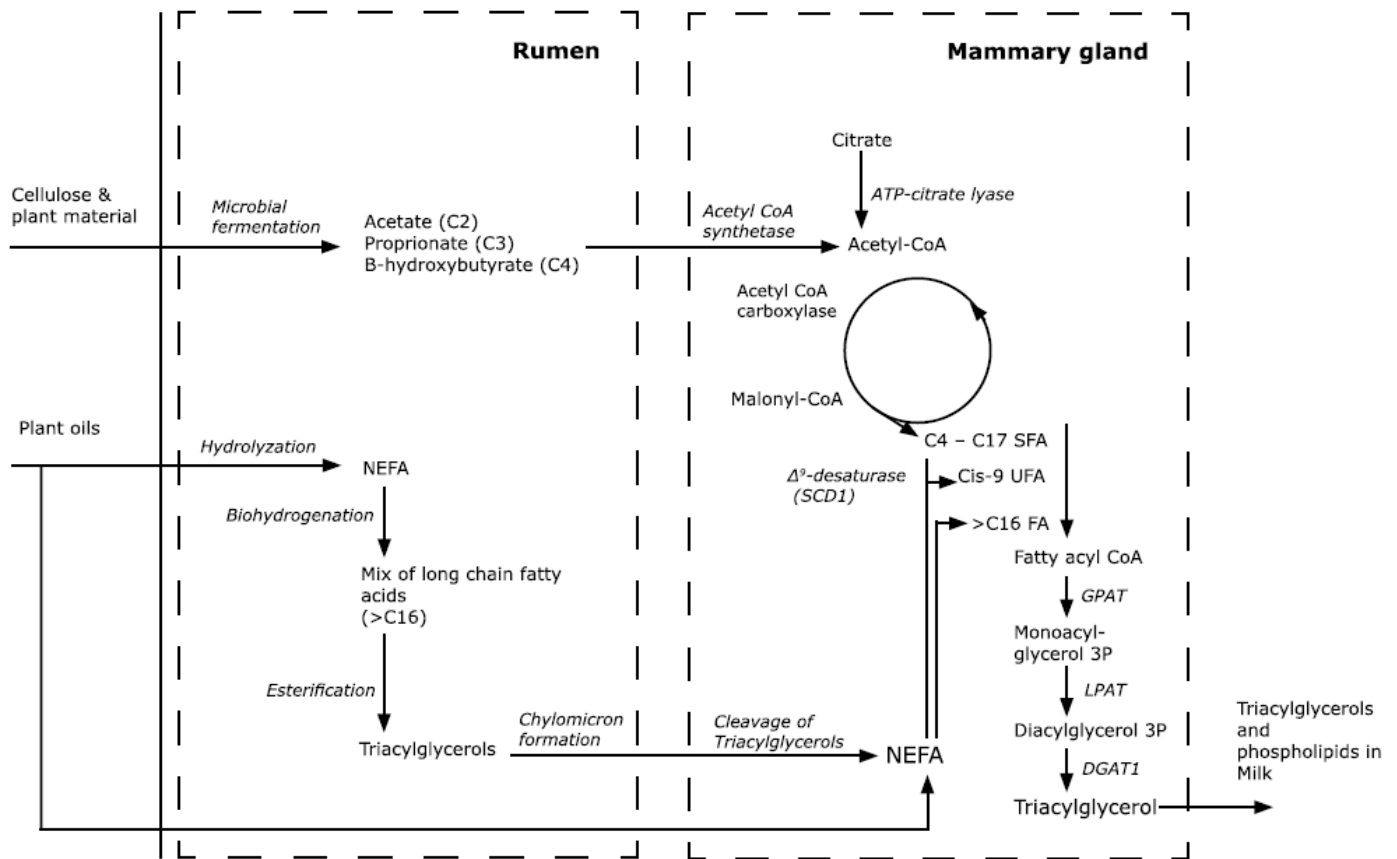 Rumen
Mammary gland
Citrate
ATP-citrate lyase
Cellulose &
plant material
Microbial
fermentation
Acetate (C2)
Proprionate (C3)
B-hydroxybutyrate (C4)
Acetyl CoA
synthetase
Acetyl-CoA
Acetyl CoA
carboxylase
Malonyl-CoA
Plant oils
Hydrolyzation
NEFA
C4 – C17 SFA
Δ⁹-desaturase
(SCD1)
Cis-9 UFA
>C16 FA
Biohydrogenation
Mix of long chain fatty
acids
(>C16)
Fatty acyl CoA
GPAT
Monoacyl-
glycerol 3P
LPAT
Esterification
Triacylglycerols
Chylomicron
formation
Cleavage of
Triacylglycerols
NEFA
Diacylglycerol 3P
DGAT1
Triacylglycerol
Triacylglycerols
and
phospholipids in
Milk